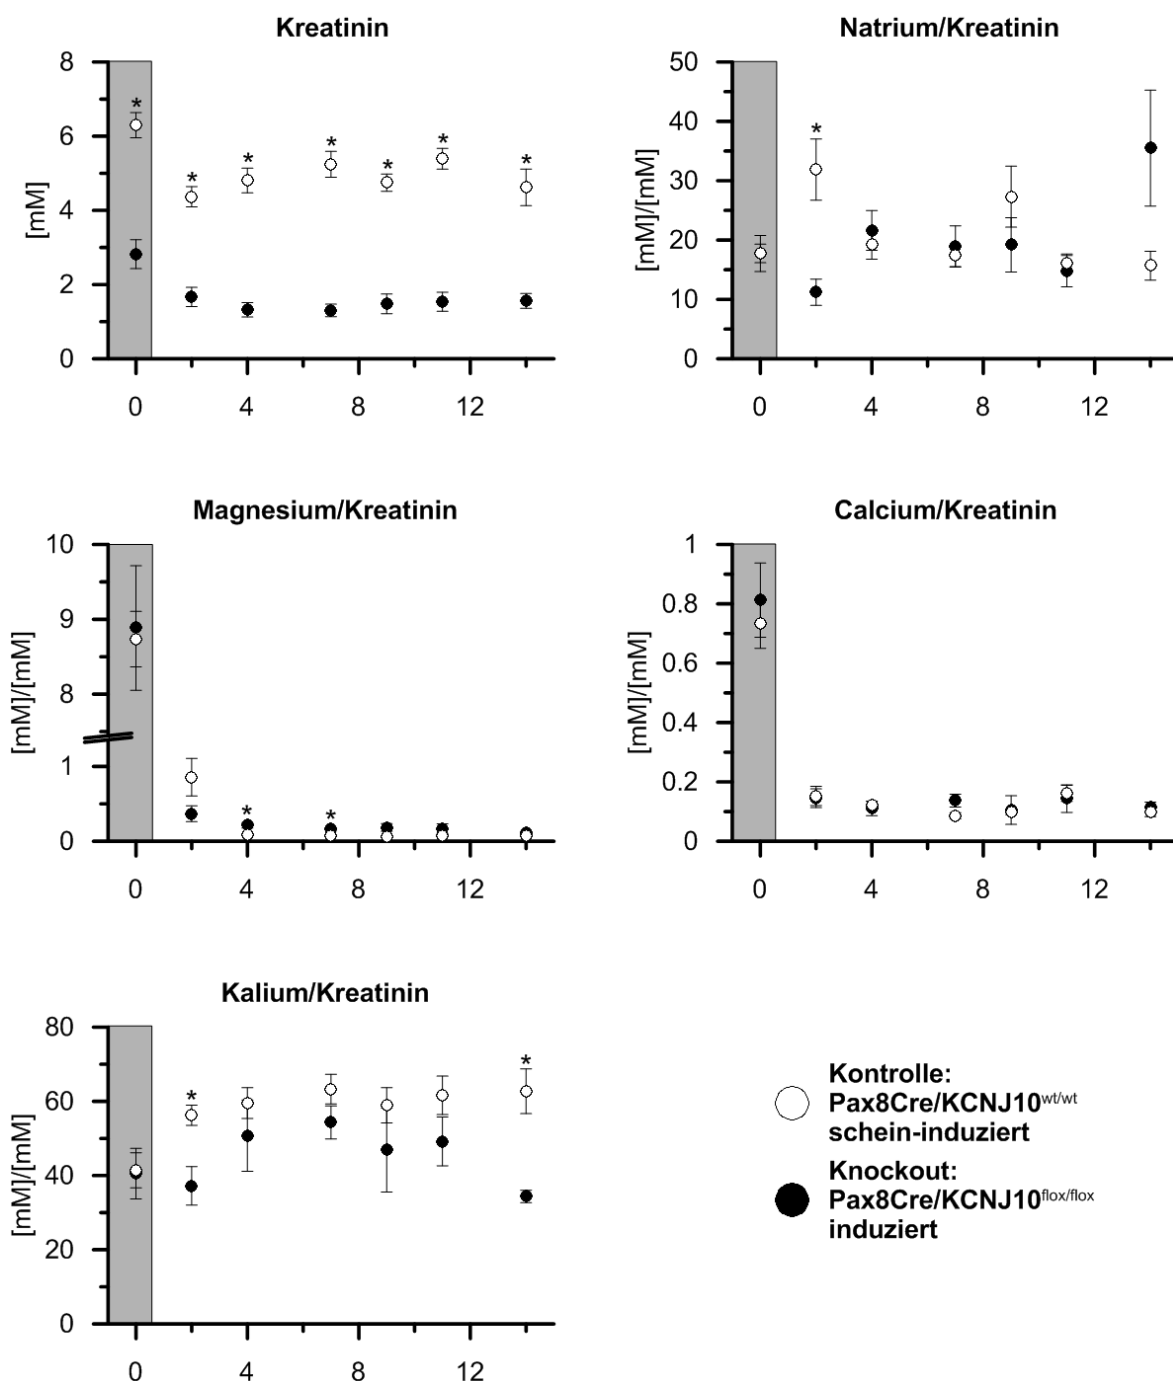 Kreatinin
8
6
4
2
0
[mM]
* * * * * * *
0 4 8 12
Natrium/Kreatinin
50
40
30
20
10
0
[mM]/[mM]
*
0 4 8 12
Magnesium/Kreatinin
10
9
8
1
0
[mM]/[mM]
* *
0 4 8 12
Calcium/Kreatinin
1
0.8
0.6
0.4
0.2
0
[mM]/[mM]
0 4 8 12
Kalium/Kreatinin
80
60
40
20
0
[mM]/[mM]
* *
0 4 8 12
Kontrolle:
Pax8Cre/KCNJ10wt/wt
schein-induziert
Knockout:
Pax8Cre/KCNJ10flox/flox
induziert